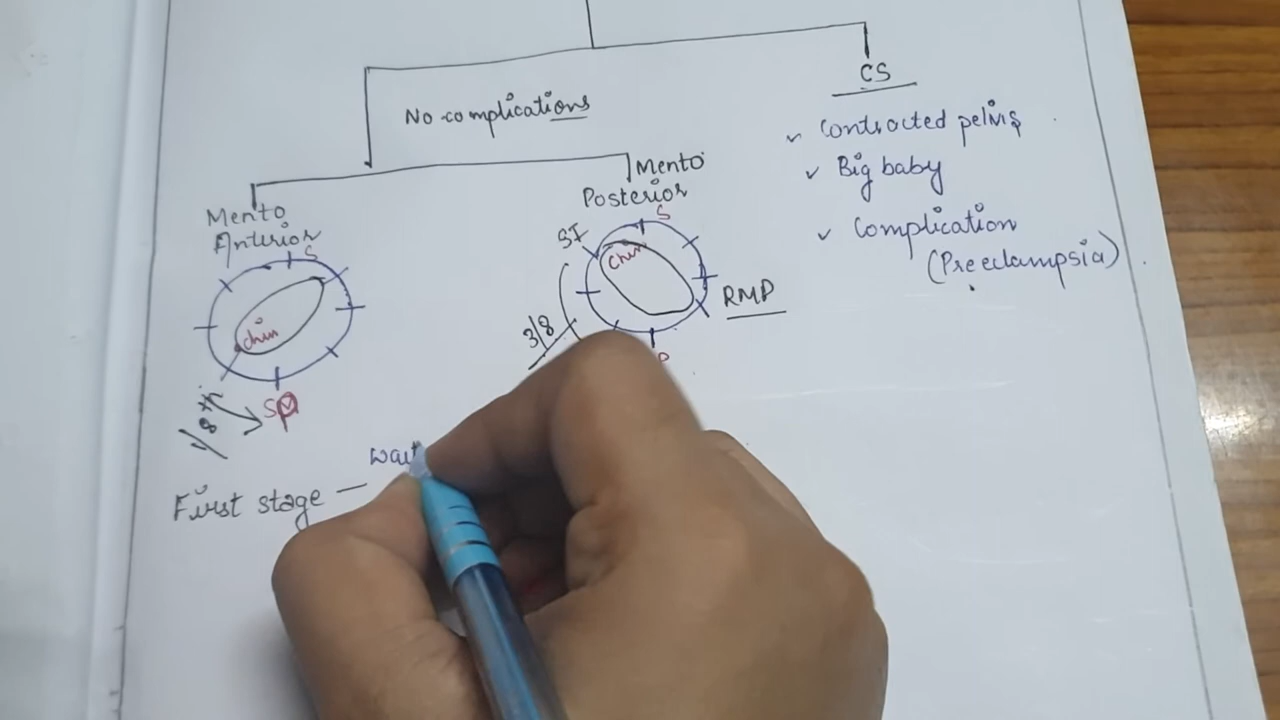 CS
No complications
Contracted pelvis
Big baby
Complication
(Preeclampsia)
Mento
Anterior
S
chin
SP
1/8 th
Mento
Posterior
S
SI
Chin
RMP
3/8
P
First stage — wait